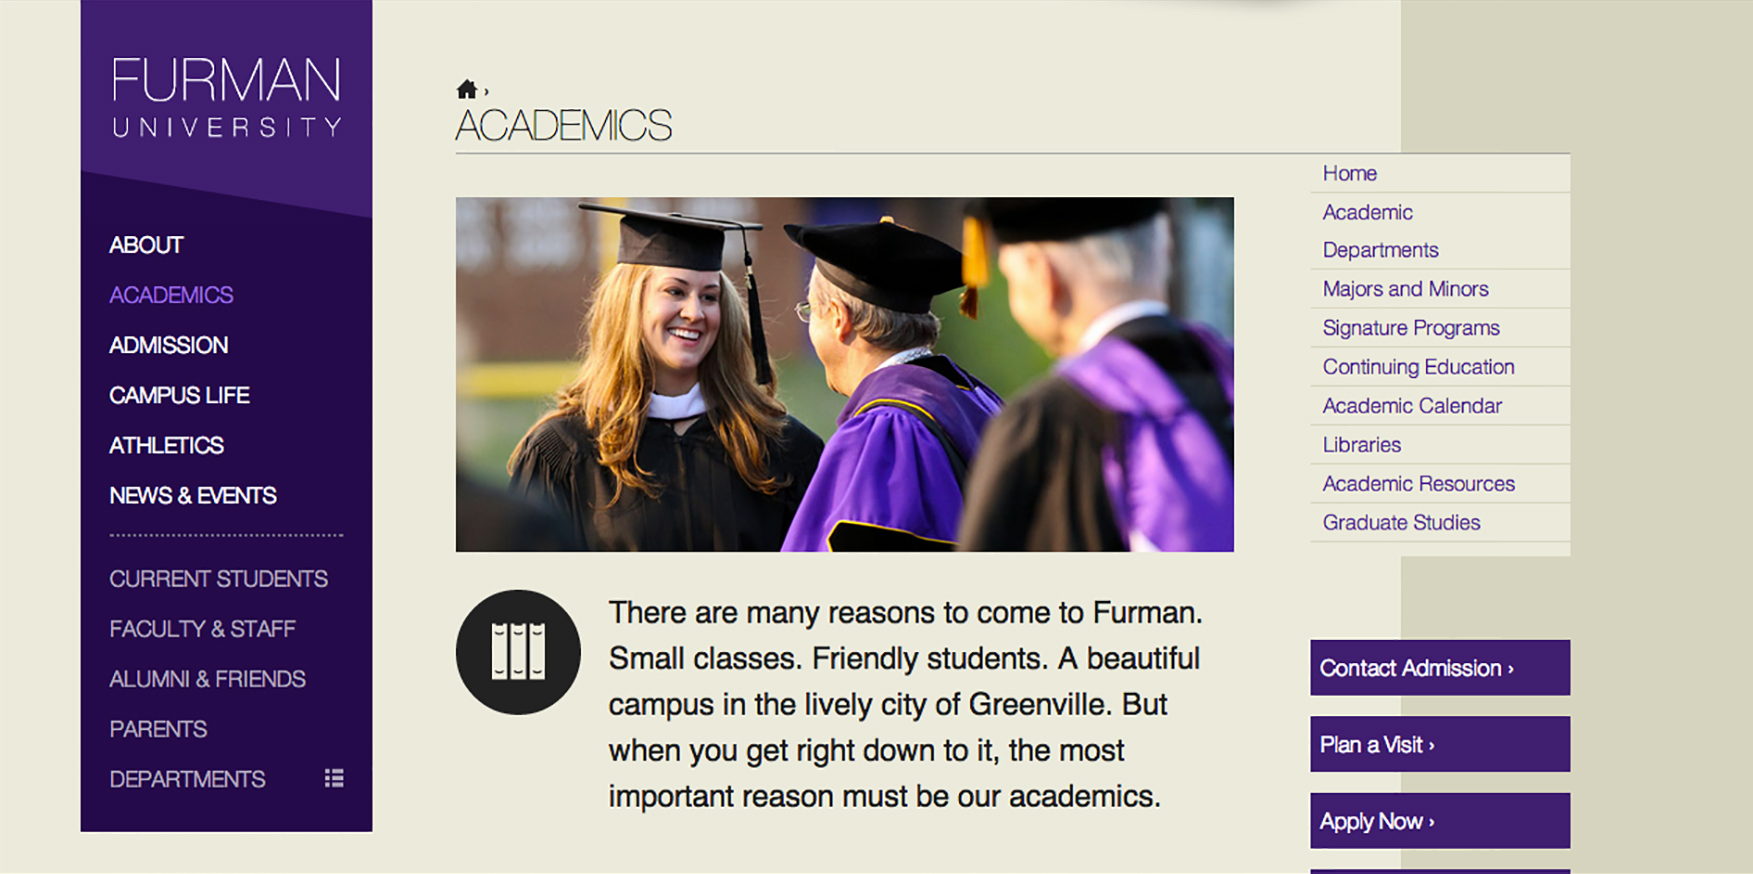 FURMAN
UNIVERSITY
ABOUT
ACADEMICS
ADMISSION
CAMPUS LIFE
ATHLETICS
NEWS & EVENTS
CURRENT STUDENTS
FACULTY & STAFF
ALUMNI & FRIENDS
PARENTS
DEPARTMENTS
›
ACADEMICS
There are many reasons to come to Furman.
Small classes. Friendly students. A beautiful
campus in the lively city of Greenville. But
when you get right down to it, the most
important reason must be our academics.
Home
Academic
Departments
Majors and Minors
Signature Programs
Continuing Education
Academic Calendar
Libraries
Academic Resources
Graduate Studies
Contact Admission ›
Plan a Visit ›
Apply Now ›